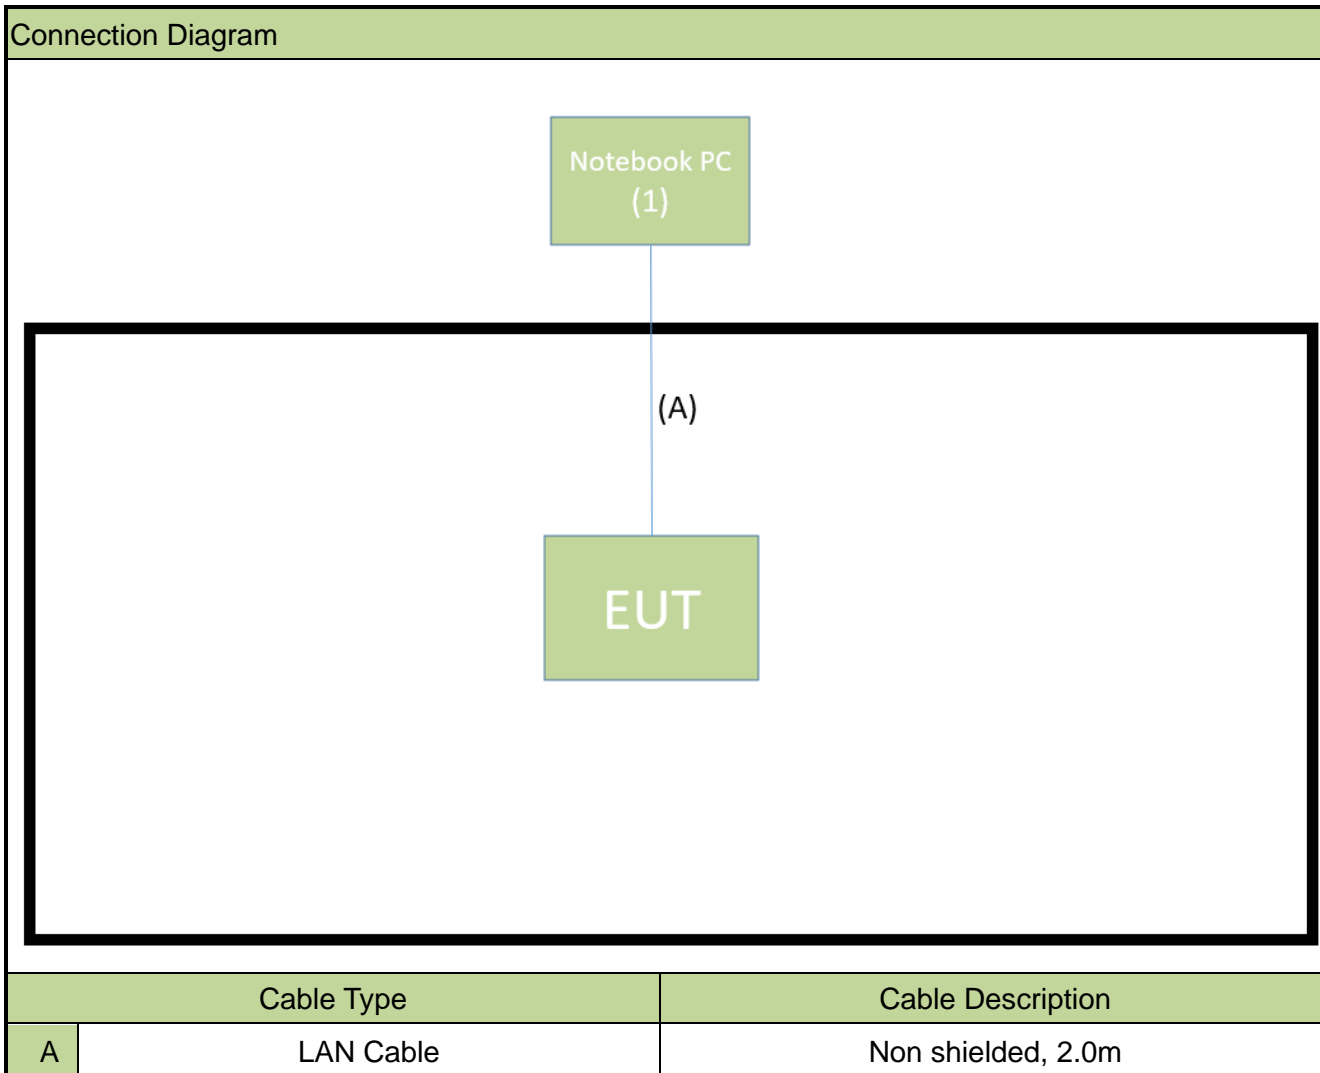 Connection Diagram
Notebook PC
(1)
(A)
EUT
Cable Type Cable Description
A LAN Cable Non shielded, 2.0m